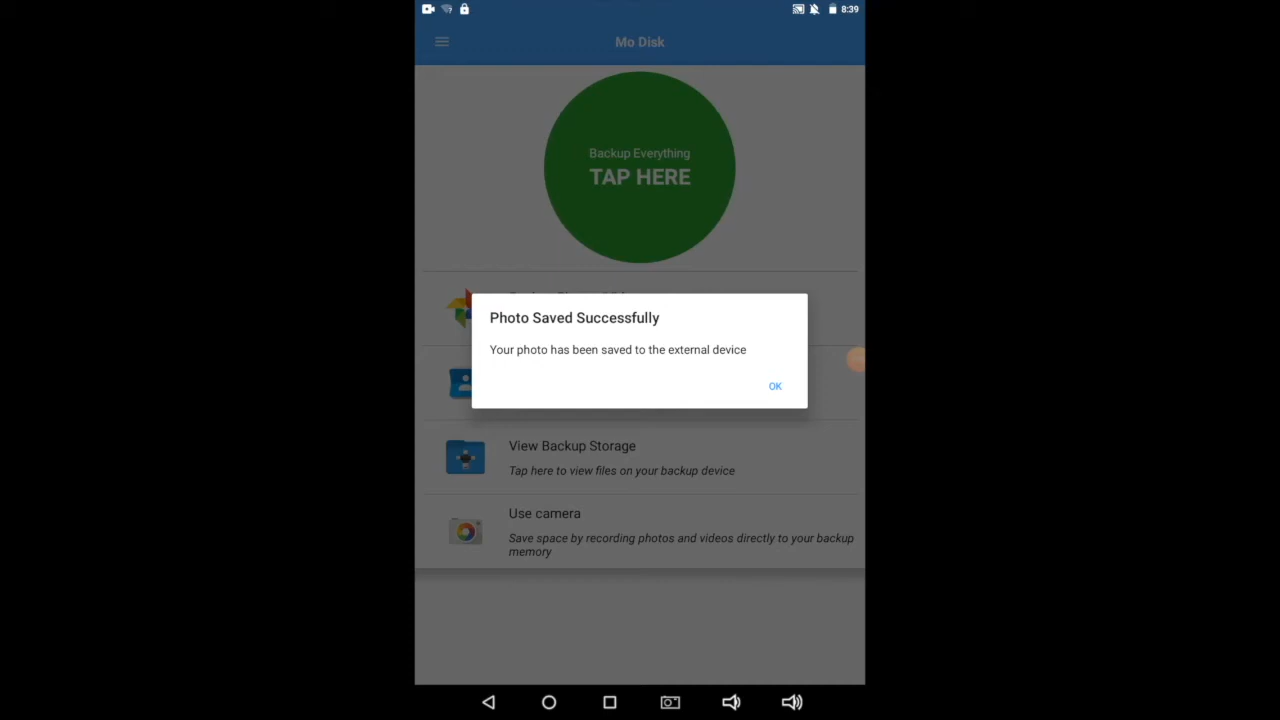 8:39
Mo Disk
Backup Everything
TAP HERE
Photo Saved Successfully
Your photo has been saved to the external device
OK
View Backup Storage
Tap here to view files on your backup device
Use camera
Save space by recording photos and videos directly to your backup
memory